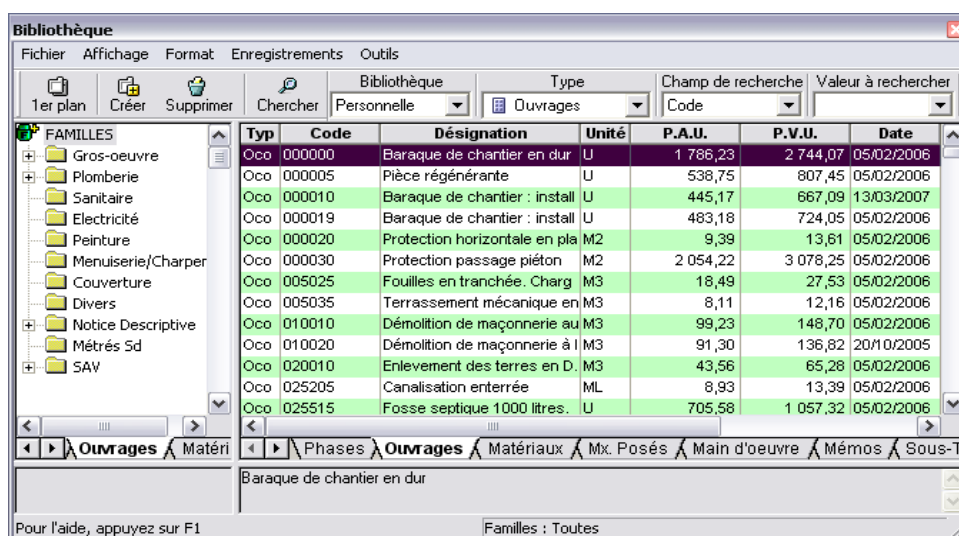 Bibliothèque
Fichier Affichage Format Enregistrements Outils
1er plan Créer Supprimer Chercher
Bibliothèque Type Champ de recherche Valeur à rechercher
Personnelle Ouvrages Code
FAMILLES
Gros-oeuvre
Plomberie
Sanitaire
Electricité
Peinture
Menuiserie/Charper
Couverture
Divers
Notice Descriptive
Métrés Sd
SAV
Ouvrages Matéri
Typ Code Désignation Unité P.A.U. P.V.U. Date
Oco 000000 Baraque de chantier en dur U 1 786,23 2 744,07 05/02/2006
Oco 000005 Pièce régénérante U 538,75 807,45 05/02/2006
Oco 000010 Baraque de chantier : install U 445,17 667,09 13/03/2007
Oco 000019 Baraque de chantier : install U 483,18 724,05 05/02/2006
Oco 000020 Protection horizontale en pla M2 9,39 13,61 05/02/2006
Oco 000030 Protection passage piéton M2 2 054,22 3 078,25 05/02/2006
Oco 005025 Fouilles en tranchée. Charg M3 18,49 27,53 05/02/2006
Oco 005035 Terrassement mécanique en M3 8,11 12,16 05/02/2006
Oco 010010 Démolition de maçonnerie au M3 99,23 148,70 05/02/2006
Oco 010020 Démolition de maçonnerie à l M3 91,30 136,82 20/10/2005
Oco 020010 Enlevement des terres en D. M3 43,56 65,28 05/02/2006
Oco 025205 Canalisation enterrée ML 8,93 13,39 05/02/2006
Oco 025515 Fosse septique 1000 litres. U 705,58 1 057,32 05/02/2006
Phases Ouvrages Matériaux Mx. Posés Main d'oeuvre Mémos Sous-T
Baraque de chantier en dur
Pour l'aide, appuyez sur F1 Familles : Toutes